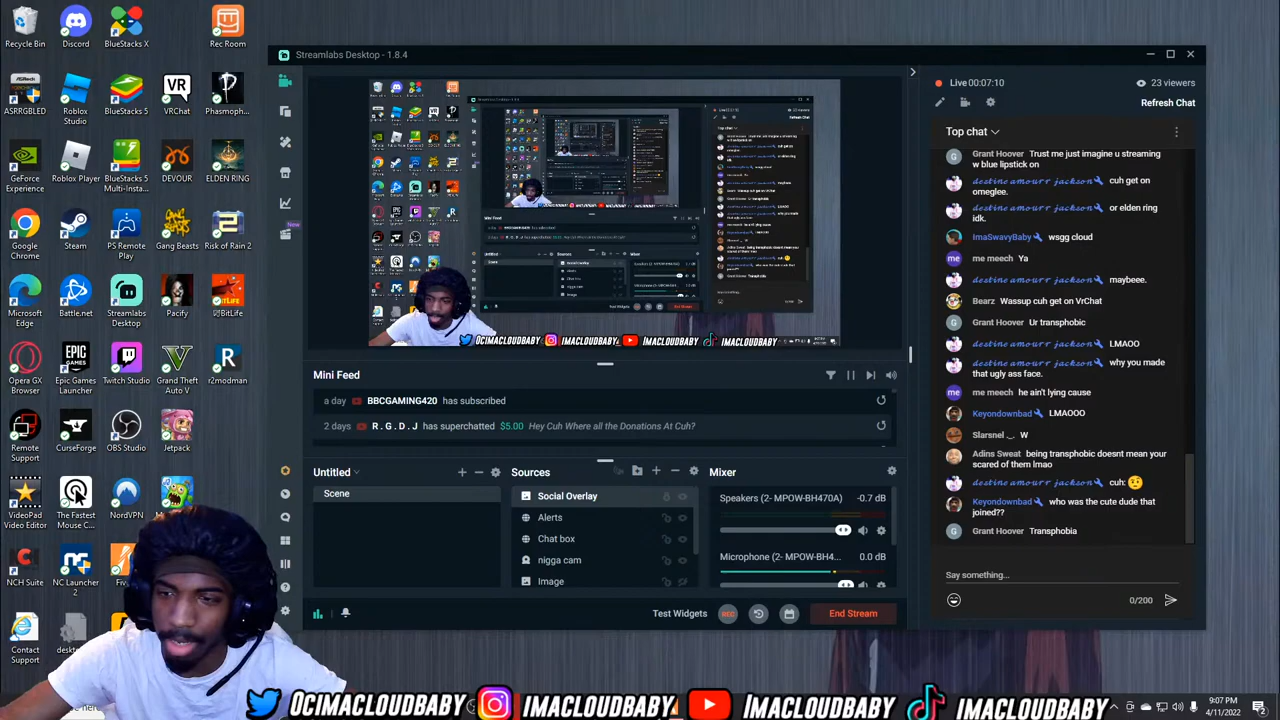 Recycle Bin
Discord
BlueStacks X
Rec Room
ASRRGBLED
Roblox Studio
BlueStacks 5
VRChat
Phasmoph...
GeForce Experience
Roblox Player
BlueStacks 5 Multi-Insta...
DEVOUR
ELDEN RING
Google Chrome
Steam
PS Remote Play
Gang Beasts
Risk of Rain 2
Microsoft Edge
Battle.net
Streamlabs Desktop
Pacify
BitLife
Opera GX Browser
Epic Games Launcher
Twitch Studio
Grand Theft Auto V
r2modman
Remote Support
CurseForge
OBS Studio
Jetpack
VideoPad Video Editor
The Fastest Mouse C...
NordVPN
NCH Suite
NC Launcher 2
Contact Support
Streamlabs Desktop - 1.8.4
Mini Feed
a day BBCGAMING420 has subscribed
2 days R . G . D . J has superchatted $5.00 Hey Cuh Where all the Donations At Cuh?
Untitled
Scene
Sources
Social Overlay
Alerts
Chat box
nigga cam
Image
Mixer
Speakers (2- MPOW-BH470A) -0.7 dB
Microphone (2- MPOW-BH4... 0.0 dB
Test Widgets
REC
End Stream
New
Live 00:07:10
23 viewers
Refresh Chat
Top chat
Grant Hoover Trust me just imagine u streaming
w blue lipstick on
destine amourr jackson cuh get on
omeglee.
destine amourr jackson or elden ring
idk.
ImaSwavyBaby wsgg cloud
me meech Ya
destine amourr jackson maybeee.
Bearz Wassup cuh get on VrChat
Grant Hoover Ur transphobic
destine amourr jackson LMAOO
destine amourr jackson why you made
that ugly ass face.
me meech he ain't lying cause
Keyondownbad LMAOOO
Slarsnel ‿ W
Adins Sweat being transphobic doesnt mean your
scared of them lmao
destine amourr jackson cuh: 🤨
Keyondownbad who was the cute dude that
joined??
Grant Hoover Transphobia
Say something...
0/200
OCIMACLOUDBABY IMACLOUDBABY IMACLOUDBABY IMACLOUDBABY
9:07 PM
4/11/2022